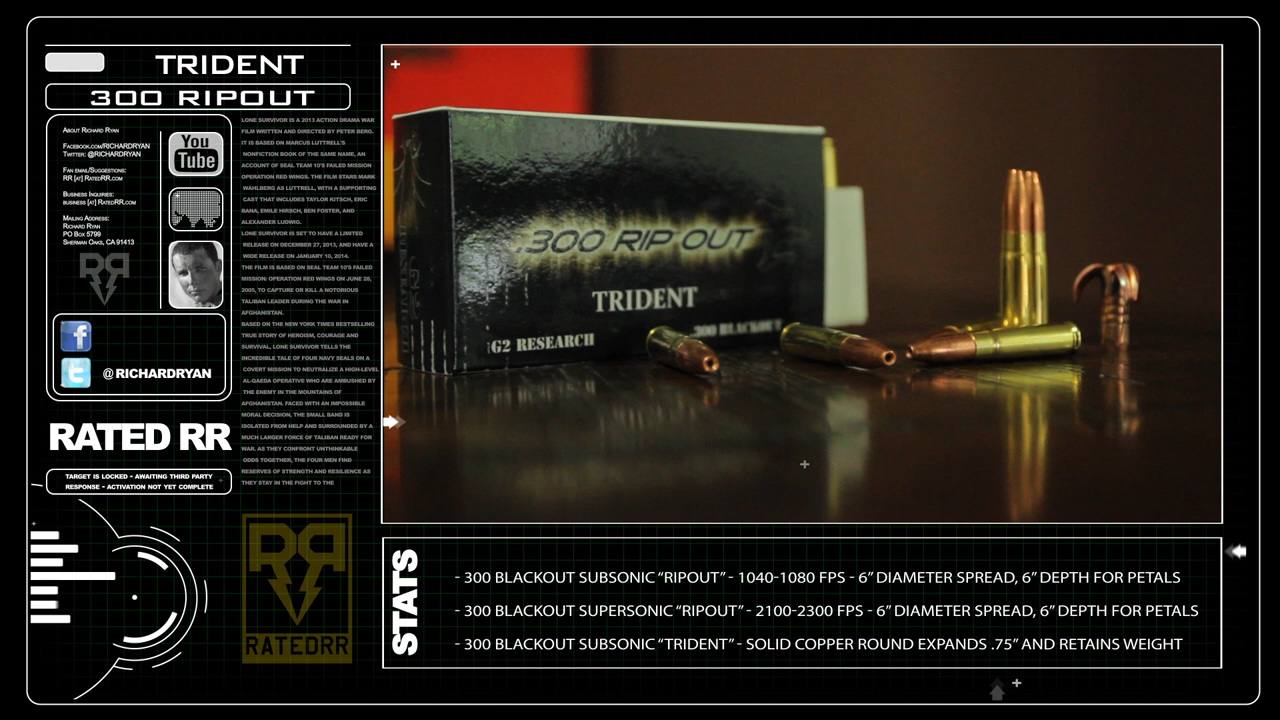 TRIDENT
300 RIPOUT
About Richard Ryan
Facebook.com/RICHARDRYAN
Twitter: @RICHARDRYAN
Fan email/Suggestions:
RR [at] RatedRR.com
Business Inquiries:
business [at] RatedRR.com
Mailing Address:
Richard Ryan
PO Box 5799
Sherman Oaks, CA 91413
RR
You
Tube
f
t
@RICHARDRYAN
RATED RR
TARGET IS LOCKED - AWAITING THIRD PARTY
RESPONSE - ACTIVATION NOT YET COMPLETE
LONE SURVIVOR IS A 2013 ACTION DRAMA WAR
FILM WRITTEN AND DIRECTED BY PETER BERG.
IT IS BASED ON MARCUS LUTTRELL'S
NONFICTION BOOK OF THE SAME NAME, AN
ACCOUNT OF SEAL TEAM 10'S FAILED MISSION
OPERATION RED WINGS. THE FILM STARS MARK
WAHLBERG AS LUTTRELL, WITH A SUPPORTING
CAST THAT INCLUDES TAYLOR KITSCH, ERIC
BANA, EMILE HIRSCH, BEN FOSTER, AND
ALEXANDER LUDWIG.
LONE SURVIVOR IS SET TO HAVE A LIMITED
RELEASE ON DECEMBER 27, 2013, AND HAVE A
WIDE RELEASE ON JANUARY 10, 2014.
THE FILM IS BASED ON SEAL TEAM 10'S FAILED
MISSION: OPERATION RED WINGS ON JUNE 28,
2005, TO CAPTURE OR KILL A NOTORIOUS
TALIBAN LEADER DURING THE WAR IN
AFGHANISTAN.
BASED ON THE NEW YORK TIMES BESTSELLING
TRUE STORY OF HEROISM, COURAGE AND
SURVIVAL, LONE SURVIVOR TELLS THE
INCREDIBLE TALE OF FOUR NAVY SEALS ON A
COVERT MISSION TO NEUTRALIZE A HIGH-LEVEL
AL-QAEDA OPERATIVE WHO ARE AMBUSHED BY
THE ENEMY IN THE MOUNTAINS OF
AFGHANISTAN. FACED WITH AN IMPOSSIBLE
MORAL DECISION, THE SMALL BAND IS
ISOLATED FROM HELP AND SURROUNDED BY A
MUCH LARGER FORCE OF TALIBAN READY FOR
WAR. AS THEY CONFRONT UNTHINKABLE
ODDS TOGETHER, THE FOUR MEN FIND
RESERVES OF STRENGTH AND RESILIENCE AS
THEY STAY IN THE FIGHT TO THE
RR
RATEDRR
.300 RIP OUT
TRIDENT
G2 RESEARCH
STATS
- 300 BLACKOUT SUBSONIC “RIPOUT” - 1040-1080 FPS - 6” DIAMETER SPREAD, 6” DEPTH FOR PETALS
- 300 BLACKOUT SUPERSONIC “RIPOUT” - 2100-2300 FPS - 6” DIAMETER SPREAD, 6” DEPTH FOR PETALS
- 300 BLACKOUT SUBSONIC “TRIDENT” - SOLID COPPER ROUND EXPANDS .75” AND RETAINS WEIGHT